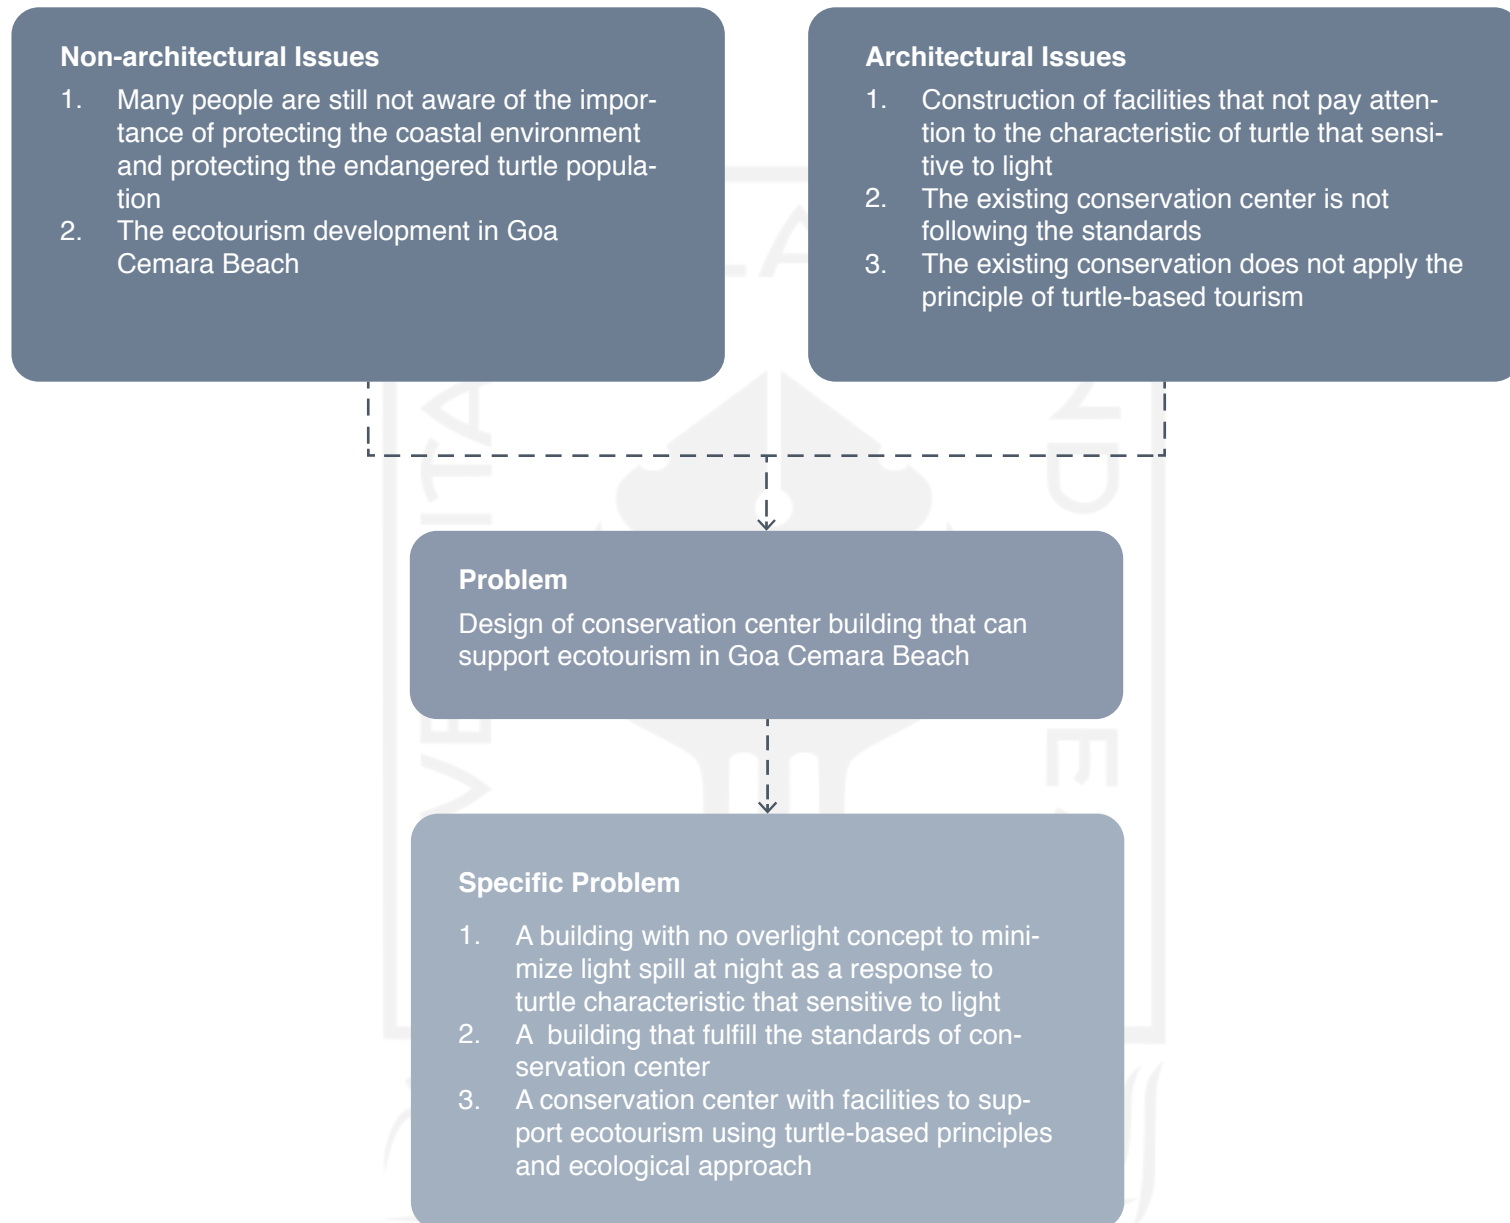 Non-architectural Issues
1. Many people are still not aware of the impor-
tance of protecting the coastal environment
and protecting the endangered turtle popula-
tion
2. The ecotourism development in Goa
Cemara Beach
Architectural Issues
1. Construction of facilities that not pay atten-
tion to the characteristic of turtle that sensi-
tive to light
2. The existing conservation center is not
following the standards
3. The existing conservation does not apply the
principle of turtle-based tourism
Problem
Design of conservation center building that can
support ecotourism in Goa Cemara Beach
Specific Problem
1. A building with no overlight concept to mini-
mize light spill at night as a response to
turtle characteristic that sensitive to light
2. A  building that fulfill the standards of con-
servation center
3. A conservation center with facilities to sup-
port ecotourism using turtle-based principles
and ecological approach